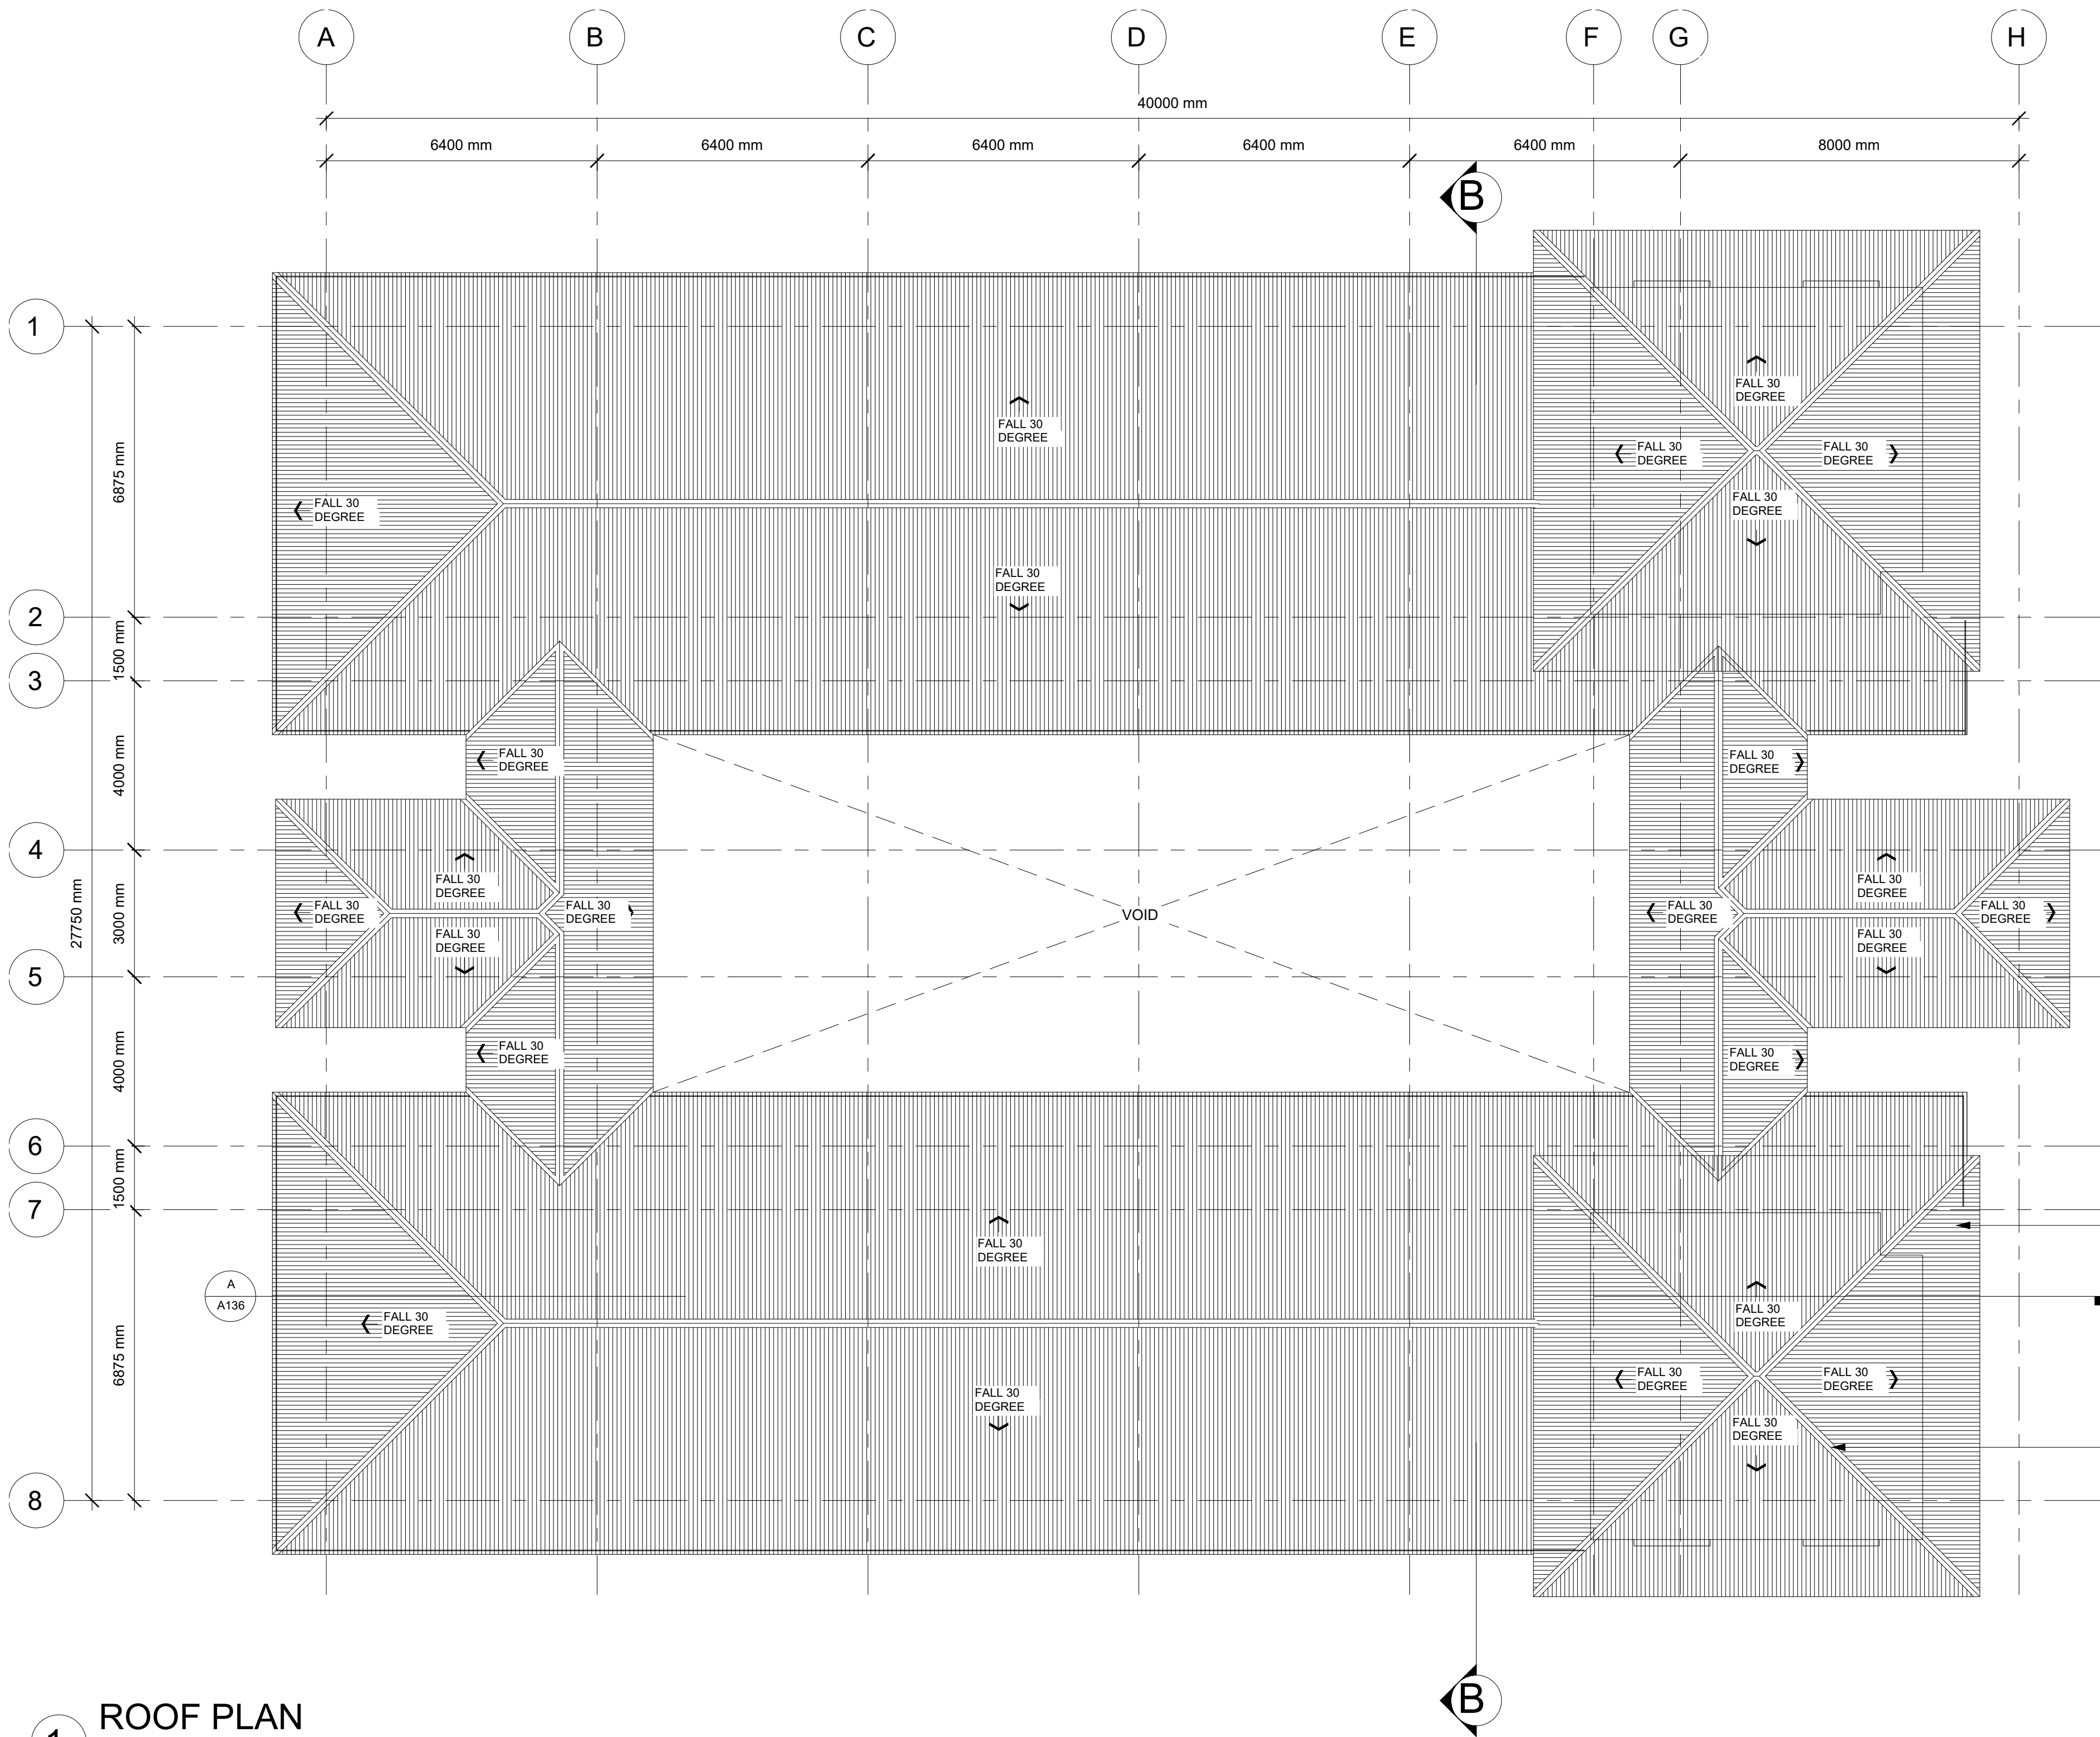 A B C D E F G H
40000 mm
6400 mm 6400 mm 6400 mm 6400 mm 6400 mm 8000 mm
B
1
6875 mm
2
1500 mm
3
4000 mm
4
27750 mm
3000 mm
5
4000 mm
6
1500 mm
7
6875 mm
8
FALL 30
DEGREE
FALL 30
DEGREE
FALL 30
DEGREE
FALL 30
DEGREE
FALL 30
DEGREE
FALL 30
DEGREE
FALL 30
DEGREE
FALL 30
DEGREE
FALL 30
DEGREE
FALL 30
DEGREE
FALL 30
DEGREE
FALL 30
DEGREE
FALL 30
DEGREE
FALL 30
DEGREE
FALL 30
DEGREE
VOID
FALL 30
DEGREE
FALL 30
DEGREE
FALL 30
DEGREE
FALL 30
DEGREE
FALL 30
DEGREE
FALL 30
DEGREE
FALL 30
DEGREE
A
A136
FALL 30
DEGREE
FALL 30
DEGREE
FALL 30
DEGREE
FALL 30
DEGREE
FALL 30
DEGREE
FALL 30
DEGREE
B
ROOF PLAN
1